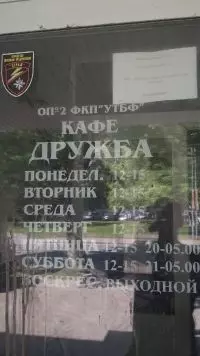 ОП№2 ФКП"УТБФ"
КАФЕ
ДРУЖБА
ПОНЕДЕЛ. 12-15
ВТОРНИК 12-15
СРЕДА 12-15
ЧЕТВЕРГ 12-15
ПЯТНИЦА 12-15 20-05.00
СУББОТА 12-15 21-05.00
ВОСКРЕС. ВЫХОДНОЙ